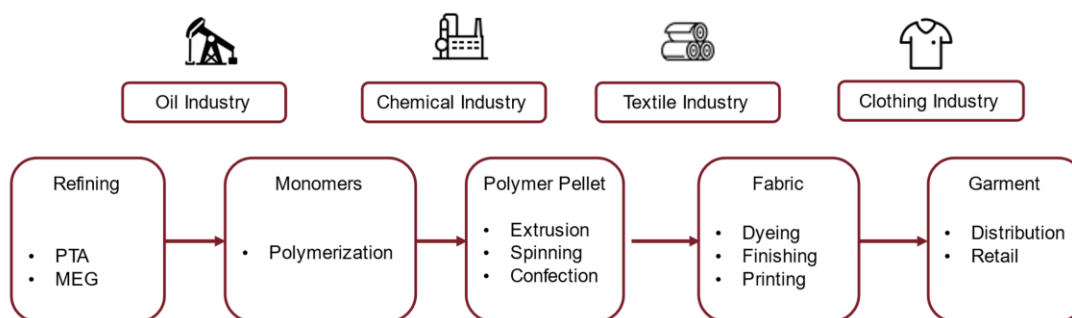 Oil Industry
Chemical Industry
Textile Industry
Clothing Industry
Refining
• PTA
• MEG
Monomers
• Polymerization
Polymer Pellet
• Extrusion
• Spinning
• Confection
Fabric
• Dyeing
• Finishing
• Printing
Garment
• Distribution
• Retail